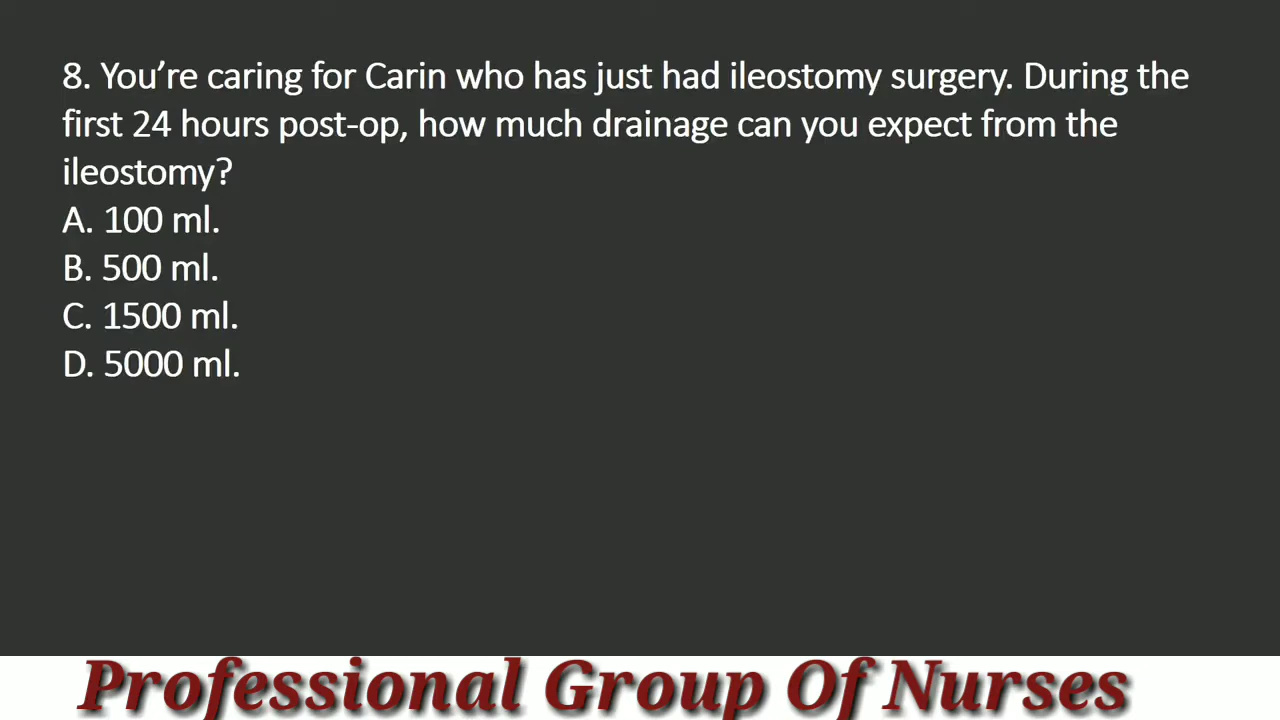 8. You’re caring for Carin who has just had ileostomy surgery. During the
first 24 hours post-op, how much drainage can you expect from the
ileostomy?
A. 100 ml.
B. 500 ml.
C. 1500 ml.
D. 5000 ml.
Professional Group Of Nurses